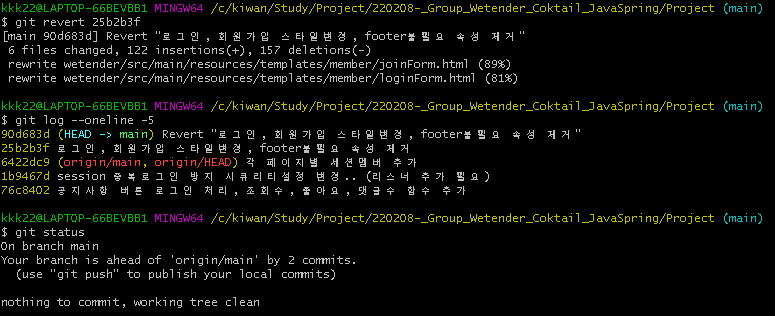 kkk22@LAPTOP-66BEVBB1 MINGW64 /c/kiwan/Study/Project/220208-_Group_Wetender_Coktail_JavaSpring/Project (main)
$ git revert 25b2b3f
[main 90d683d] Revert "로그인, 회원가입 스타일변경, footer불필요 속성 제거"
 6 files changed, 122 insertions(+), 157 deletions(-)
 rewrite wetender/src/main/resources/templates/member/joinForm.html (89%)
 rewrite wetender/src/main/resources/templates/member/loginForm.html (81%)
kkk22@LAPTOP-66BEVBB1 MINGW64 /c/kiwan/Study/Project/220208-_Group_Wetender_Coktail_JavaSpring/Project (main)
$ git log --oneline -5
90d683d (HEAD -> main) Revert "로그인, 회원가입 스타일변경, footer불필요 속성 제거"
25b2b3f 로그인, 회원가입 스타일변경, footer불필요 속성 제거
6422dc9 (origin/main, origin/HEAD) 각 페이지별 세션멤버 추가
1b9467d session 중복로그인 방지 시큐리티설정 변경.. (리스너 추가 필요)
76c8402 공지사항 버튼 로그인 처리, 조회수, 좋아요, 댓글수 함수 추가
kkk22@LAPTOP-66BEVBB1 MINGW64 /c/kiwan/Study/Project/220208-_Group_Wetender_Coktail_JavaSpring/Project (main)
$ git status
On branch main
Your branch is ahead of 'origin/main' by 2 commits.
  (use "git push" to publish your local commits)
nothing to commit, working tree clean